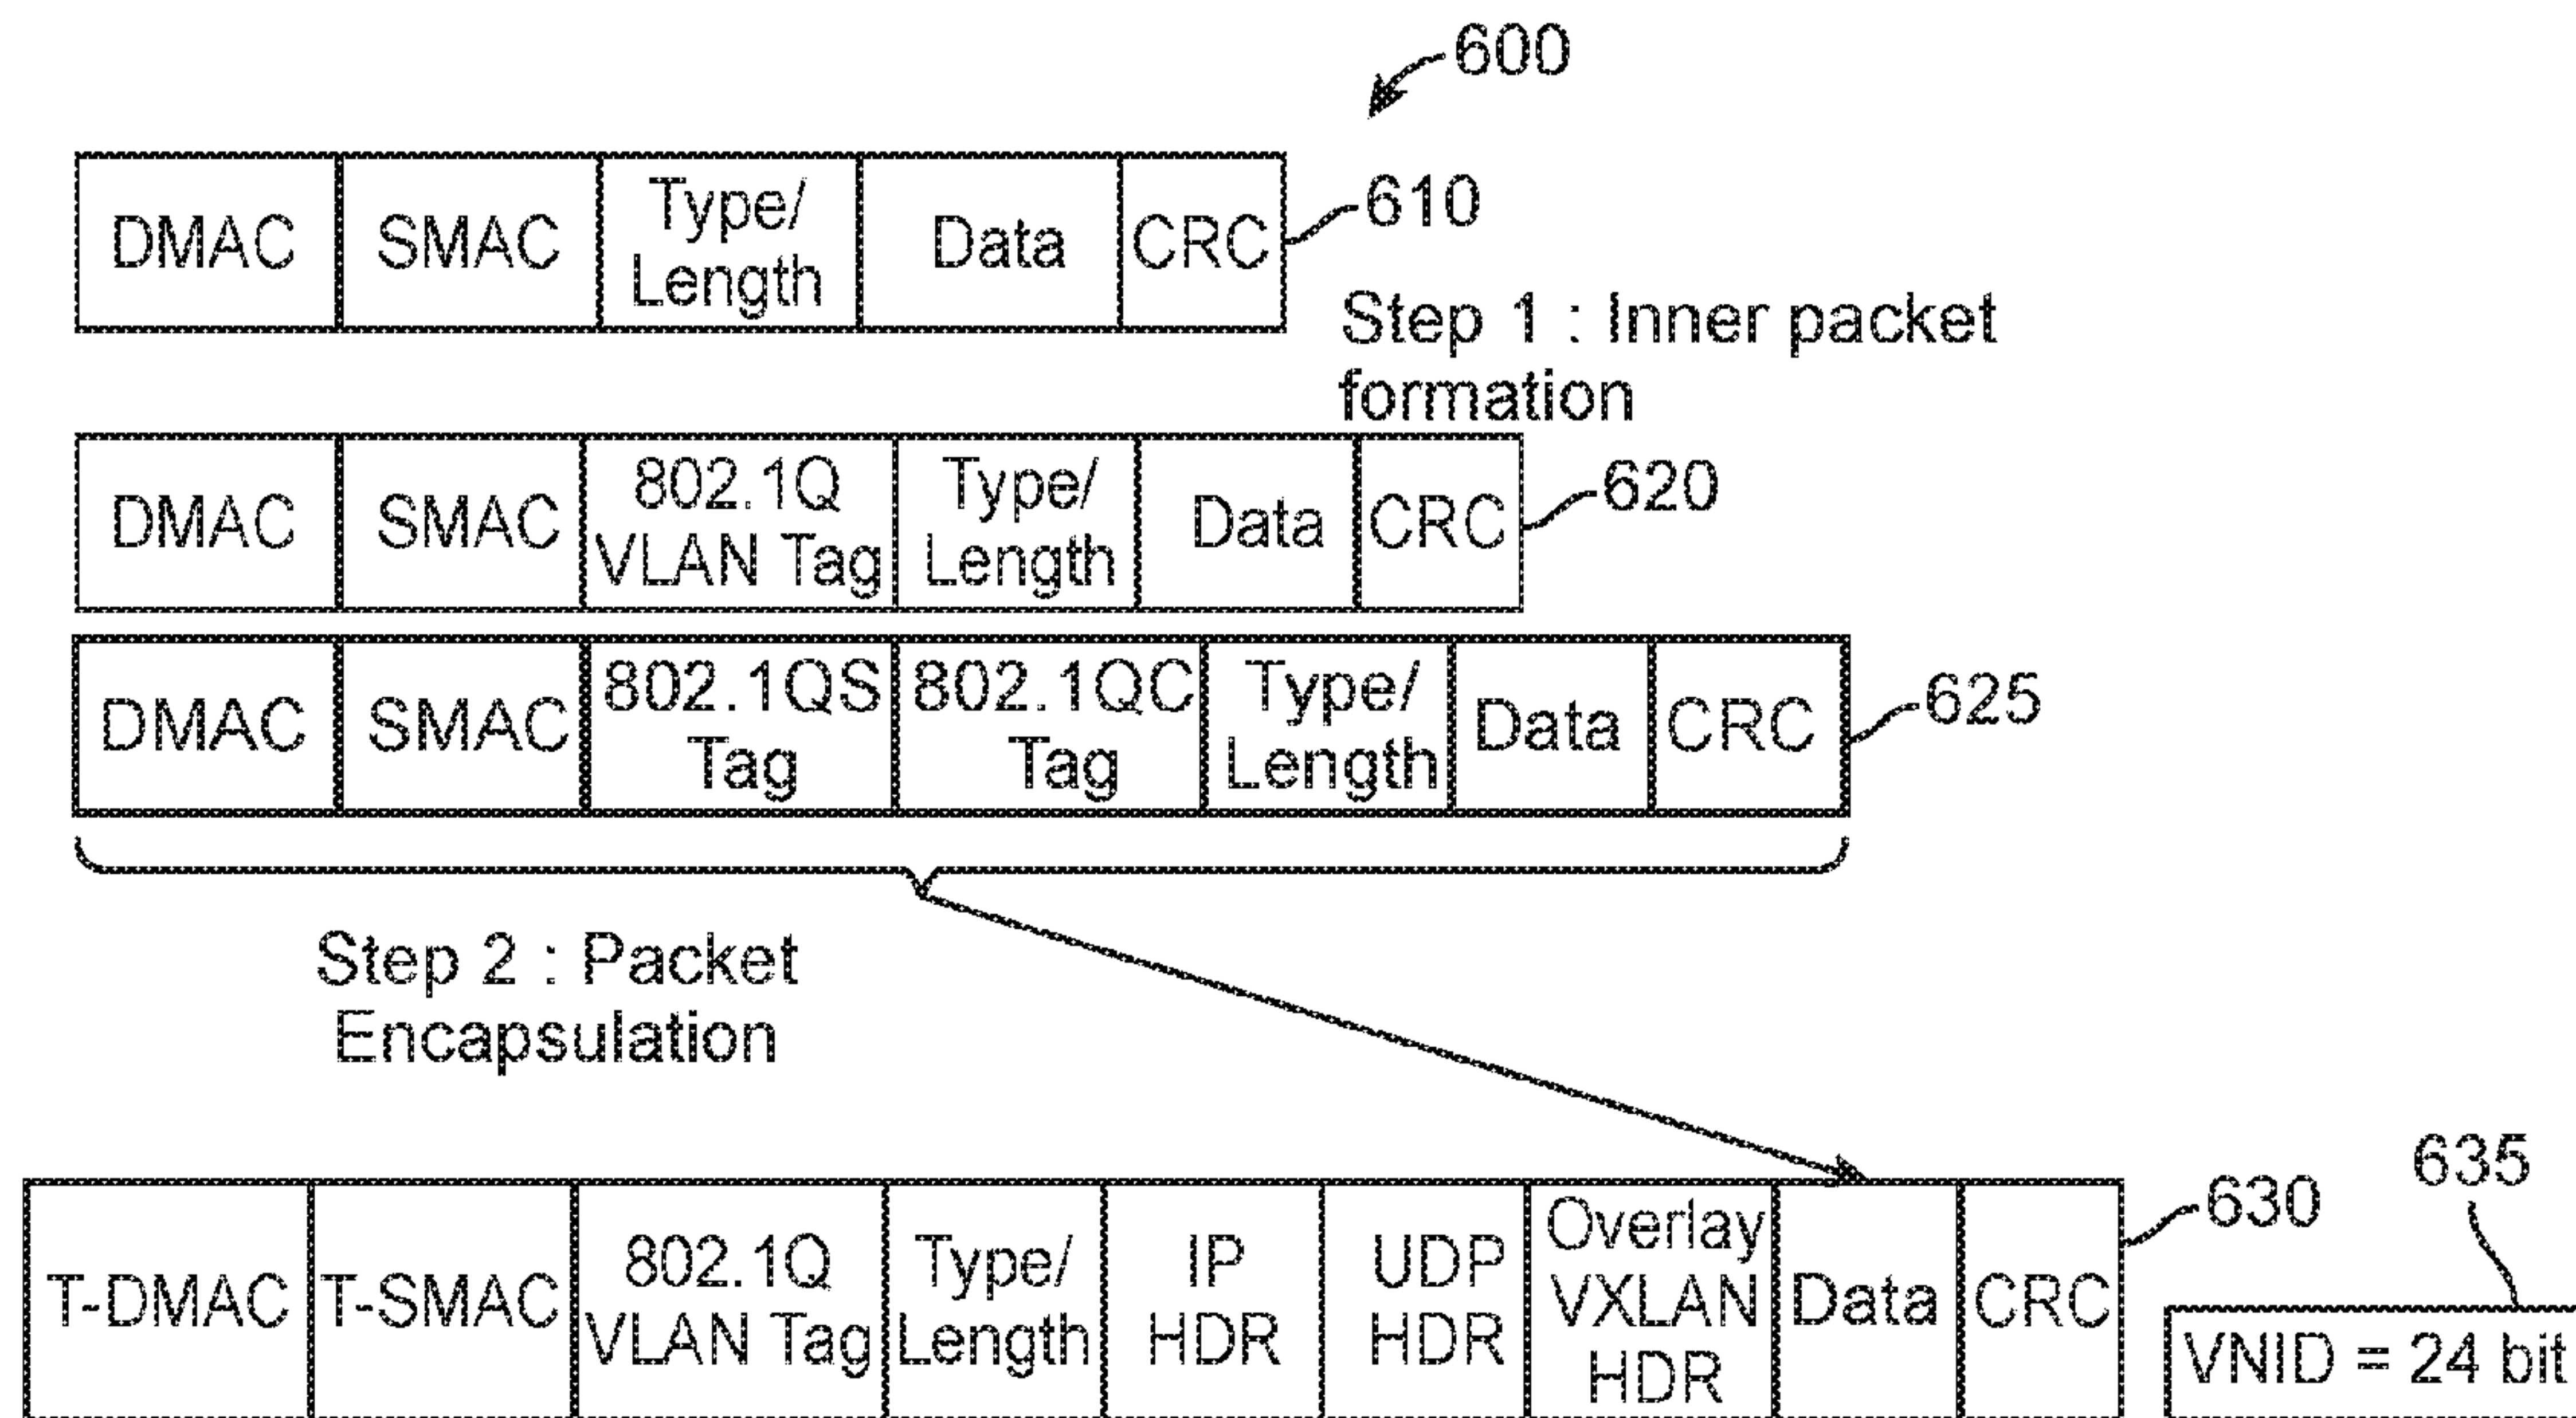 600
DMAC SMAC Type/ Length Data CRC 610
Step 1 : Inner packet
formation
DMAC SMAC 802.1Q VLAN Tag Type/ Length Data CRC 620
DMAC SMAC 802.1QS Tag 802.1QC Tag Type/ Length Data CRC 625
Step 2 : Packet
Encapsulation
T-DMAC T-SMAC 802.1Q VLAN Tag Type/ Length IP HDR UDP HDR Overlay VXLAN HDR Data CRC 630
635
VNID = 24 bit